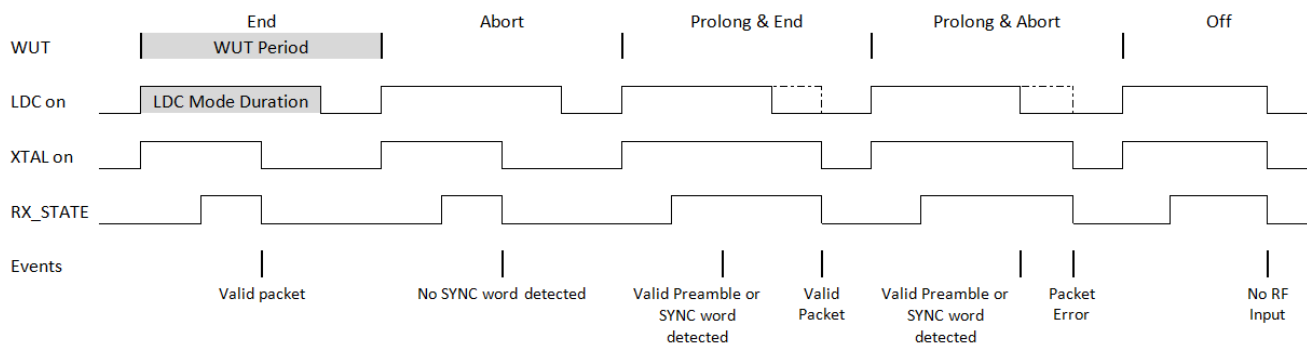 End
Abort
Prolong & End
Prolong & Abort
Off
WUT
WUT Period
LDC on
LDC Mode Duration
XTAL on
RX_STATE
Events
Valid packet
No SYNC word detected
Valid Preamble or
SYNC word
detected
Valid
Packet
Valid Preamble or
SYNC word
detected
Packet
Error
No RF
Input